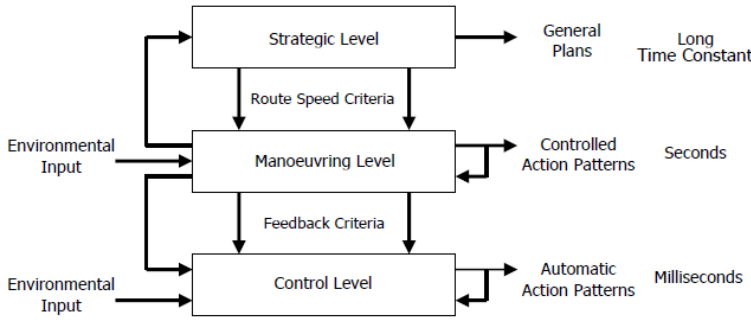 Strategic Level
General
Plans
Long
Time Constant
Route Speed Criteria
Environmental
Input
Manoeuvring Level
Controlled
Action Patterns
Seconds
Feedback Criteria
Environmental
Input
Control Level
Automatic
Action Patterns
Milliseconds